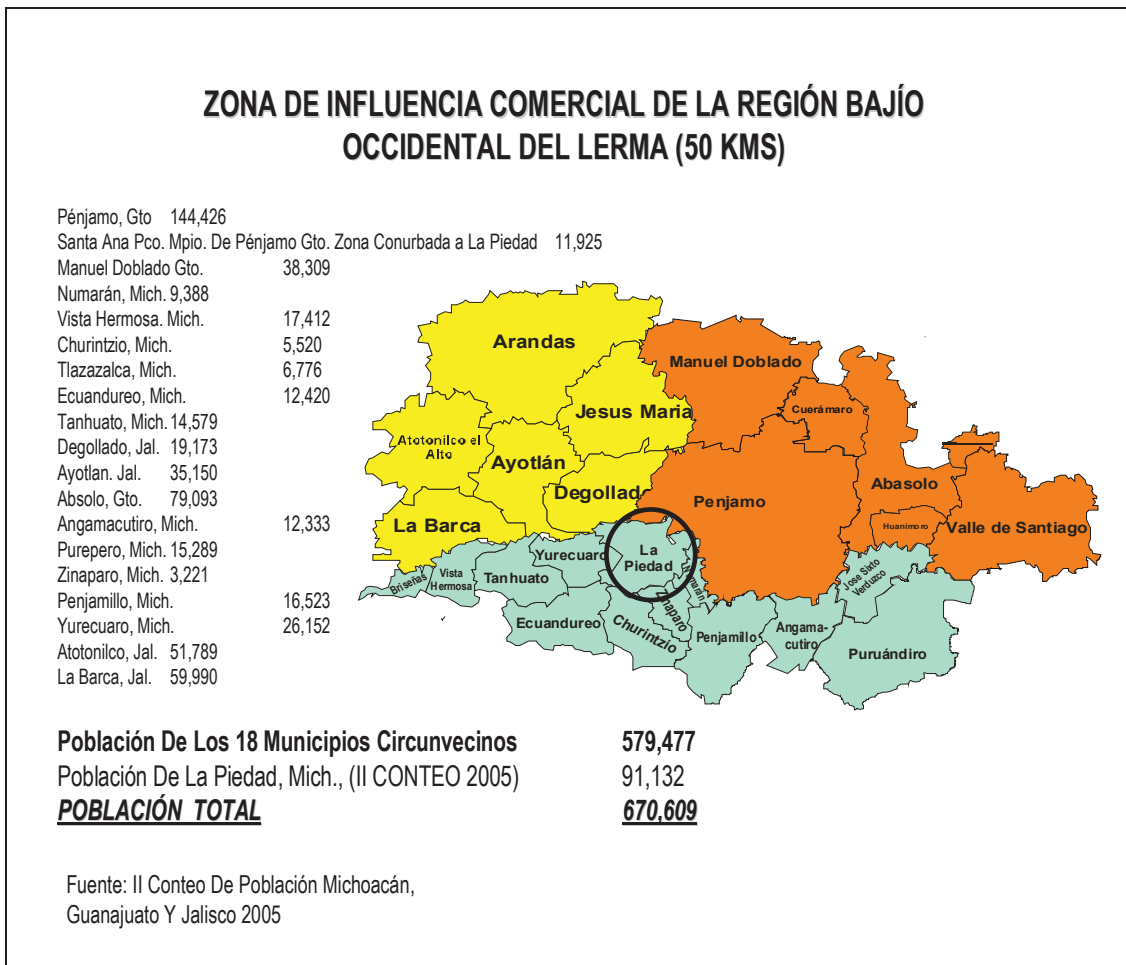 ZONA DE INFLUENCIA COMERCIAL DE LA REGIÓN BAJÍO
OCCIDENTAL DEL LERMA (50 KMS)
Pénjamo, Gto 144,426
Santa Ana Pco. Mpio. De Pénjamo Gto. Zona Conurbada a La Piedad 11,925
Manuel Doblado Gto. 38,309
Numarán, Mich. 9,388
Vista Hermosa. Mich. 17,412
Churintzio, Mich. 5,520
Tlazazalca, Mich. 6,776
Ecuandureo, Mich. 12,420
Tanhuato, Mich. 14,579
Degollado, Jal. 19,173
Ayotlan. Jal. 35,150
Absolo, Gto. 79,093
Angamacutiro, Mich. 12,333
Purepero, Mich. 15,289
Zinaparo, Mich. 3,221
Penjamillo, Mich. 16,523
Yurecuaro, Mich. 26,152
Atotonilco, Jal. 51,789
La Barca, Jal. 59,990
Arandas
Manuel Doblado
Jesus Maria
Cuerámaro
Atotonilco el
Alto
Ayotlán
Degollado
Penjamo
Abasolo
La Barca
Huanimoro
Valle de Santiago
Yurecuaro
La
Piedad
Numarán
Briseñas
Vista
Hermosa
Tanhuato
Jose Sixto
Verduzco
Ecuandureo
Churintzio
Zinaparo
Penjamillo
Angama-
cutiro
Puruándiro
Población De Los 18 Municipios Circunvecinos 579,477
Población De La Piedad, Mich., (II CONTEO 2005) 91,132
POBLACIÓN TOTAL 670,609
Fuente: II Conteo De Población Michoacán,
Guanajuato Y Jalisco 2005